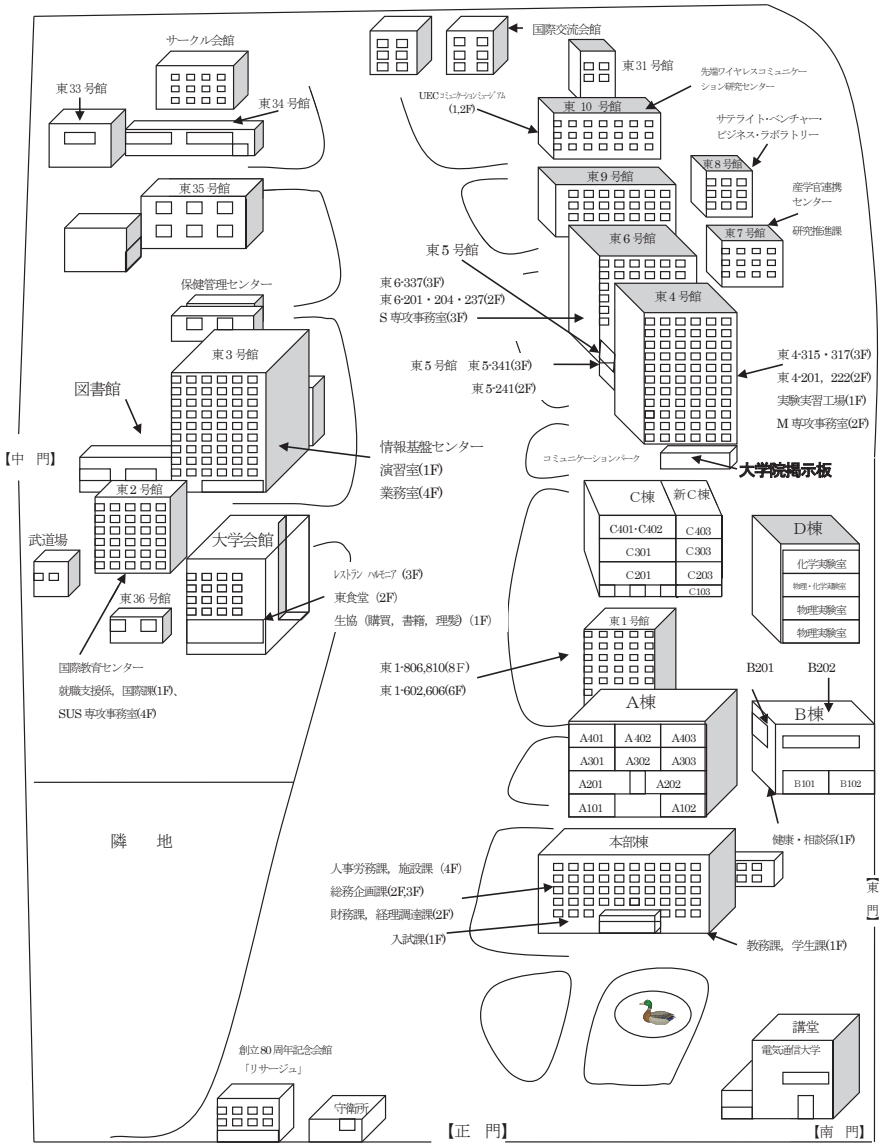 国際交流会館
サークル会館
東31号館
先端ワイヤレスコミュニケー
ション研究センター
東33号館
UECコミュニケーションミュージアム
(1,2F)
東34号館
東10号館
サテライト・ベンチャー・
ビジネス・ラボラトリー
東8号館
東9号館
東35号館
産学官連携
センター
研究推進課
東7号館
東6号館
東5号館
保健管理センター
東6-337(3F)
東6-201・204・237(2F)
S専攻事務室(3F)
東4号館
東3号館
東5号館 東5-341(3F)
東5-241(2F)
東4-315・317(3F)
東4-201，222(2F)
実験実習工場(1F)
M専攻事務室(2F)
図書館
【中 門】
情報基盤センター
演習室(1F)
業務室(4F)
コミュニケーションパーク
大学院掲示板
東2号館
C棟
新C棟
C401・C402
C403
C301
C303
C201
C203
C103
D棟
化学実験室
物理・化学実験室
物理実験室
物理実験室
武道場
大学会館
レストラン ハルモニア (3F)
東食堂 (2F)
生協（購買，書籍，理髪）(1F)
東36号館
東1号館
国際教育センター
就職支援係，国際課(1F)、
SUS専攻事務室(4F)
東1-806,810(8F)
東1-602,606(6F)
B201
B202
A棟
A401
A402
A403
A301
A302
A303
A201
A202
A101
A102
B棟
B101
B102
健康・相談係(1F)
隣 地
本部棟
人事労務課，施設課 (4F)
総務企画課(2F,3F)
財務課，経理調達課(2F)
入試課(1F)
教務課，学生課(1F)
【東 門】
講堂
電気通信大学
創立80周年記念会館
「リサージュ」
守衛所
【正 門】
【南 門】